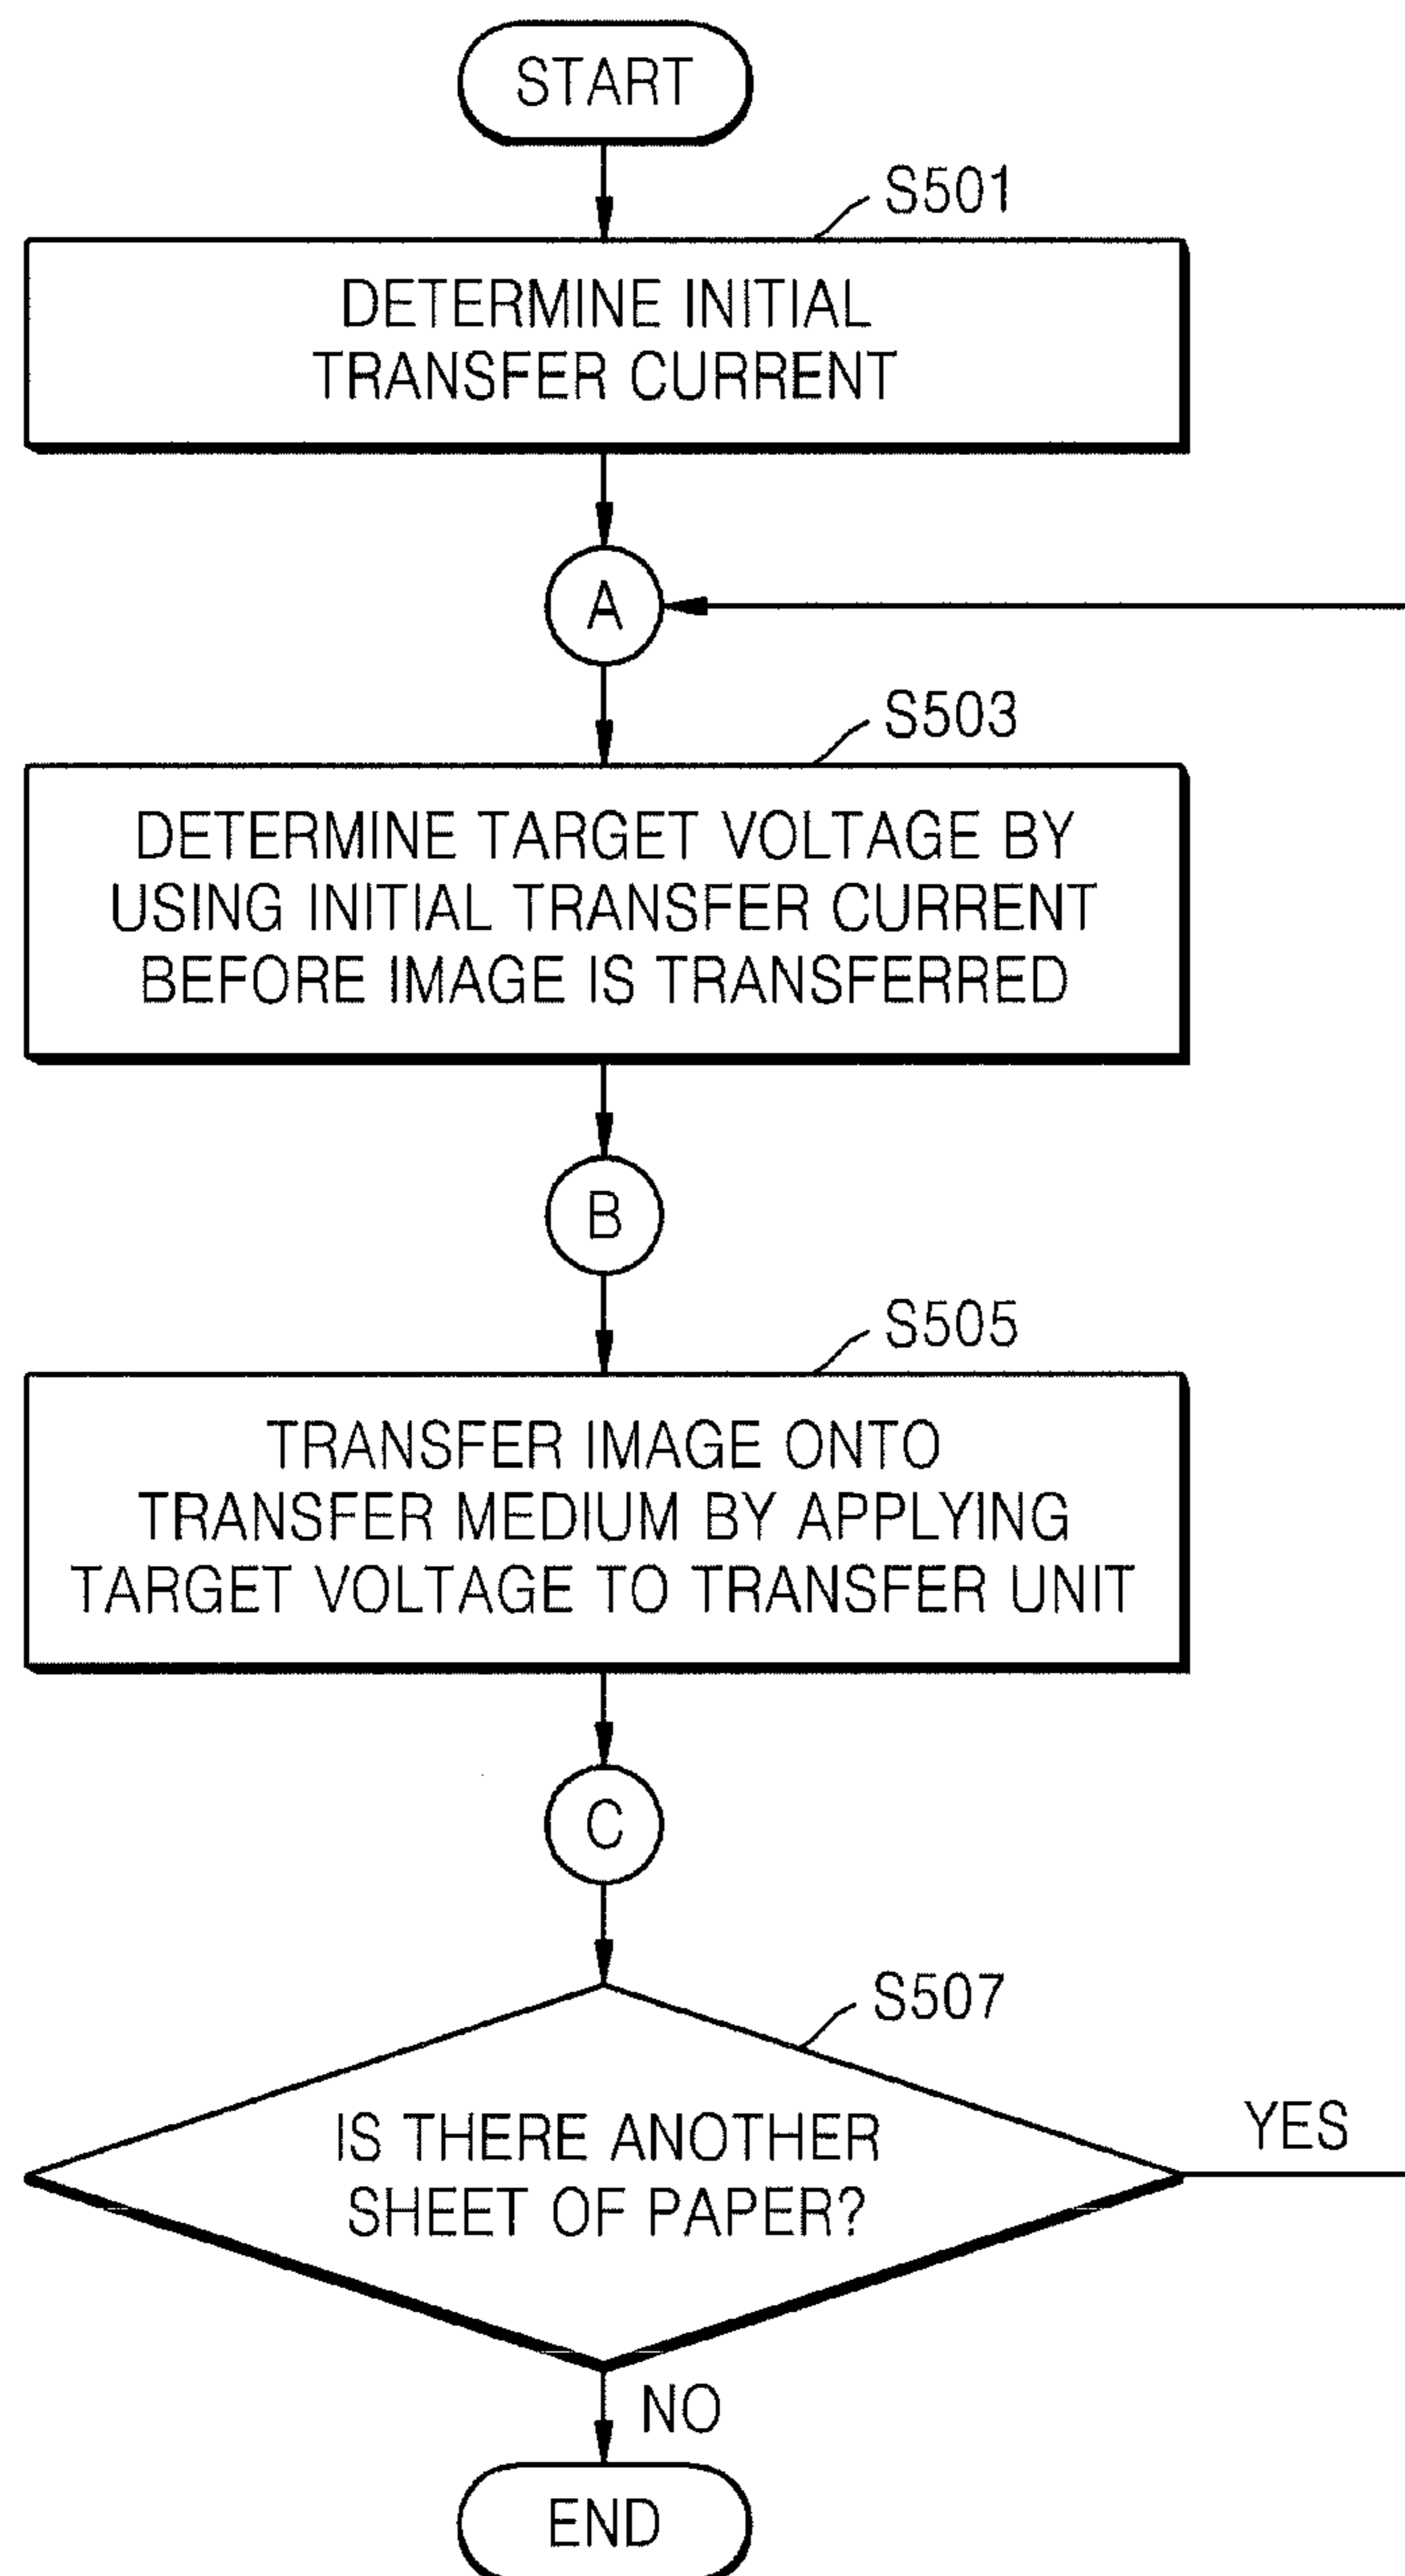 START
S501
DETERMINE INITIAL
TRANSFER CURRENT
A
S503
DETERMINE TARGET VOLTAGE BY
USING INITIAL TRANSFER CURRENT
BEFORE IMAGE IS TRANSFERRED
B
S505
TRANSFER IMAGE ONTO
TRANSFER MEDIUM BY APPLYING
TARGET VOLTAGE TO TRANSFER UNIT
C
S507
IS THERE ANOTHER
SHEET OF PAPER?
YES
NO
END